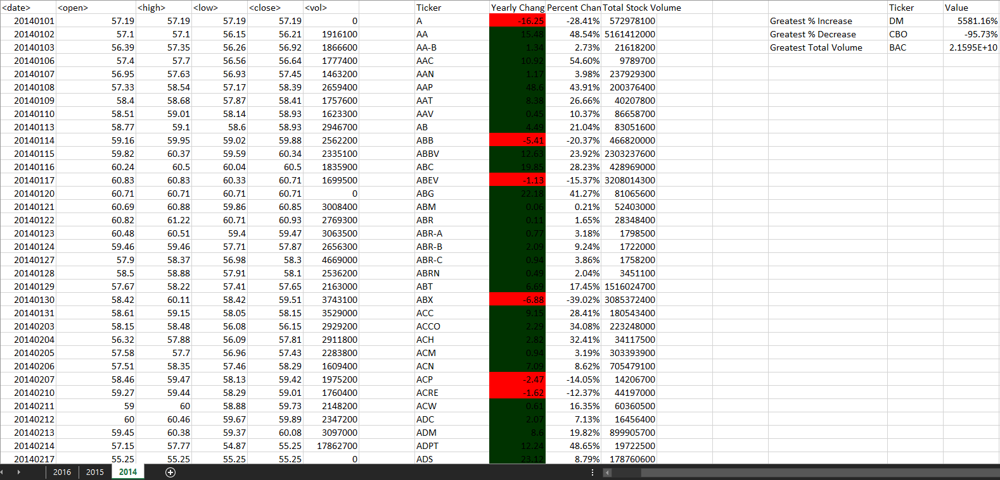 <date> <open> <high> <low> <close> <vol> Ticker Yearly Chang Percent Chan Total Stock Volume Ticker Value
20140101 57.19 57.19 57.19 57.19 0 A -16.25 -28.41% 572978100 Greatest % Increase DM 5581.16%
20140102 57.1 57.1 56.15 56.21 1916100 AA 15.48 48.54% 5161412000 Greatest % Decrease CBO -95.73%
20140103 56.39 57.35 56.26 56.92 1866600 AA-B 1.34 2.73% 21618200 Greatest Total Volume BAC 2.1595E+10
20140106 57.4 57.7 56.56 56.64 1777400 AAC 10.92 54.60% 9789700
20140107 56.95 57.63 56.93 57.45 1463200 AAN 1.17 3.98% 237929300
20140108 57.33 58.54 57.17 58.39 2659400 AAP 48.6 43.91% 200376400
20140109 58.4 58.68 57.87 58.41 1757600 AAT 8.38 26.66% 40207800
20140110 58.51 59.01 58.14 58.93 1623300 AAV 0.45 10.37% 86658700
20140113 58.77 59.1 58.6 58.93 2946700 AB 4.49 21.04% 83051600
20140114 59.16 59.95 59.02 59.88 2562200 ABB -5.41 -20.37% 466820000
20140115 59.82 60.37 59.59 60.34 2335100 ABBV 12.63 23.92% 2303237600
20140116 60.24 60.5 60.04 60.5 1835900 ABC 19.85 28.23% 428969000
20140117 60.83 60.83 60.33 60.71 1699500 ABEV -1.13 -15.37% 3208014300
20140120 60.71 60.71 60.71 60.71 0 ABG 22.18 41.27% 81065600
20140121 60.69 60.88 59.86 60.85 3008400 ABM 0.06 0.21% 52403000
20140122 60.82 61.22 60.71 60.93 2769300 ABR 0.11 1.65% 28348400
20140123 60.48 60.51 59.4 59.47 3063500 ABR-A 0.77 3.18% 1798500
20140124 59.46 59.46 57.71 57.87 2656300 ABR-B 2.09 9.24% 1722000
20140127 57.9 58.37 56.98 58.3 4669000 ABR-C 0.94 3.86% 1758200
20140128 58.5 58.88 57.91 58.1 2536200 ABRN 0.49 2.04% 3451100
20140129 57.67 58.22 57.41 57.65 2163000 ABT 6.69 17.45% 1516024700
20140130 58.42 60.11 58.42 59.51 3743100 ABX -6.88 -39.02% 3085372400
20140131 58.61 59.15 58.05 58.15 3529000 ACC 9.15 28.41% 180543400
20140203 58.15 58.48 56.08 56.15 2929200 ACCO 2.29 34.08% 223248000
20140204 56.32 57.88 56.09 57.81 2911800 ACH 2.82 32.41% 34117500
20140205 57.58 57.7 56.96 57.43 2283800 ACM 0.94 3.19% 303393900
20140206 57.51 58.35 57.46 58.29 1609400 ACN 7.09 8.62% 705479100
20140207 58.46 59.47 58.13 59.42 1975200 ACP -2.47 -14.05% 14206700
20140210 59.27 59.44 58.29 59.01 1760400 ACRE -1.62 -12.37% 44197000
20140211 59 60 58.88 59.73 2148200 ACW 0.61 16.35% 60360500
20140212 60 60.46 59.67 59.89 2347200 ADC 2.07 7.13% 16456400
20140213 59.45 60.38 59.37 60.08 3097000 ADM 8.6 19.82% 899905700
20140214 57.15 57.77 54.87 55.25 17862700 ADPT 12.24 48.65% 19722500
20140217 55.25 55.25 55.25 55.25 0 ADS 23.12 8.79% 178760600
2016 2015 2014